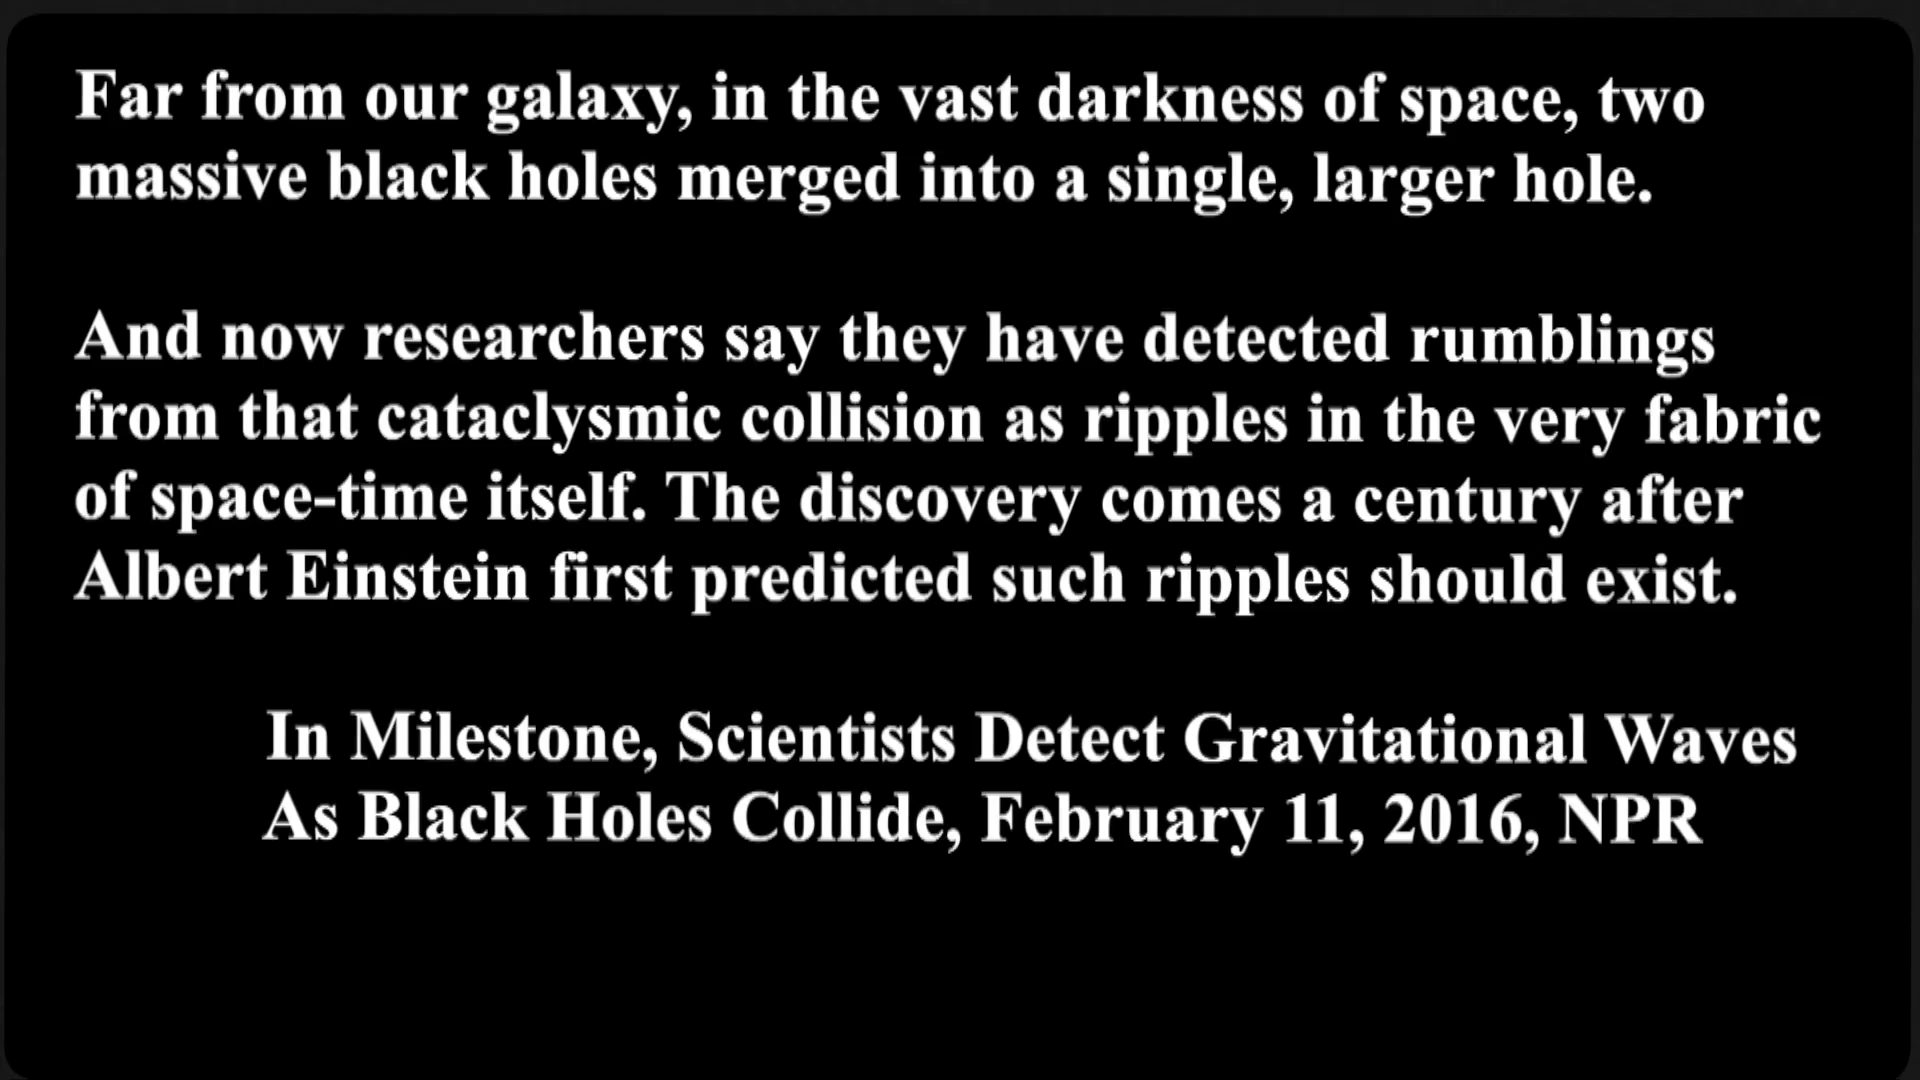 Far from our galaxy, in the vast darkness of space, two
massive black holes merged into a single, larger hole.
And now researchers say they have detected rumblings
from that cataclysmic collision as ripples in the very fabric
of space-time itself. The discovery comes a century after
Albert Einstein first predicted such ripples should exist.
In Milestone, Scientists Detect Gravitational Waves
As Black Holes Collide, February 11, 2016, NPR